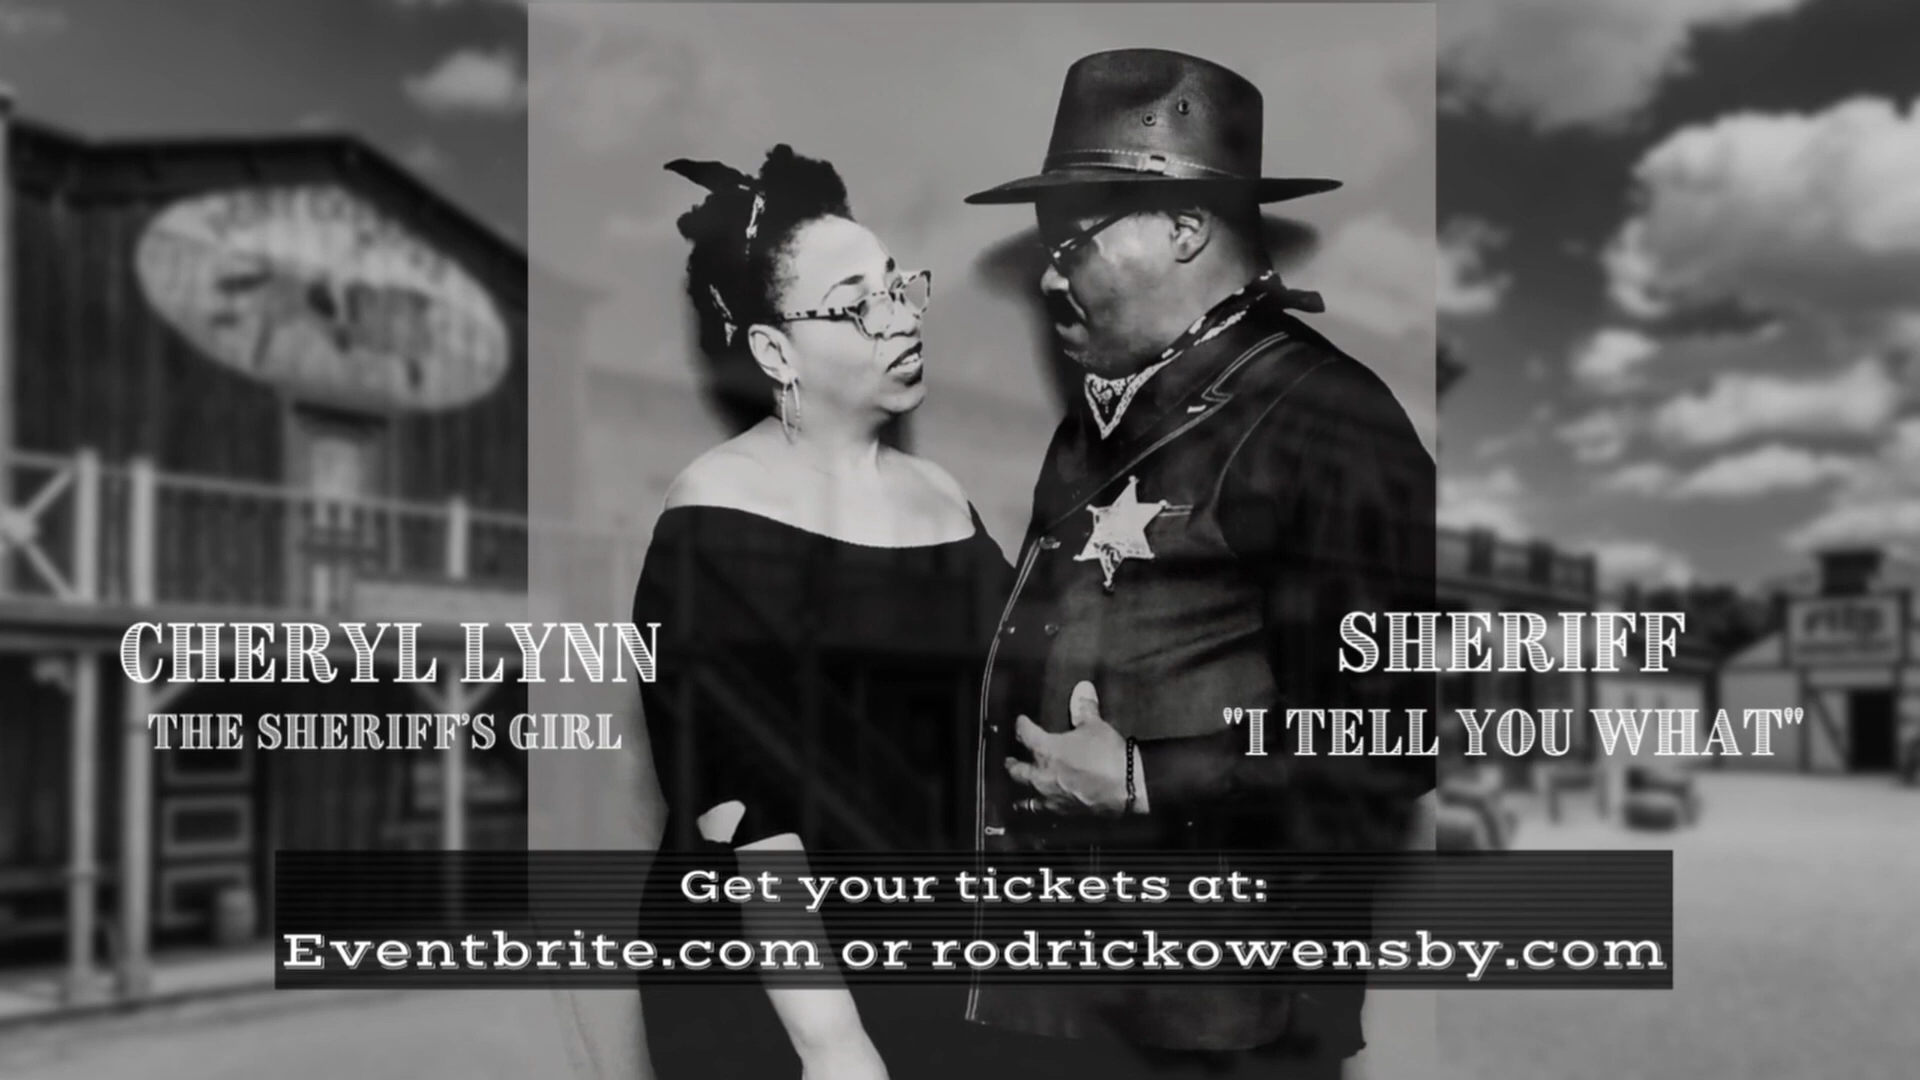 CHERYL LYNN
THE SHERIFF'S GIRL
SHERIFF
"I TELL YOU WHAT"
Get your tickets at:
Eventbrite.com or rodrickowensby.com